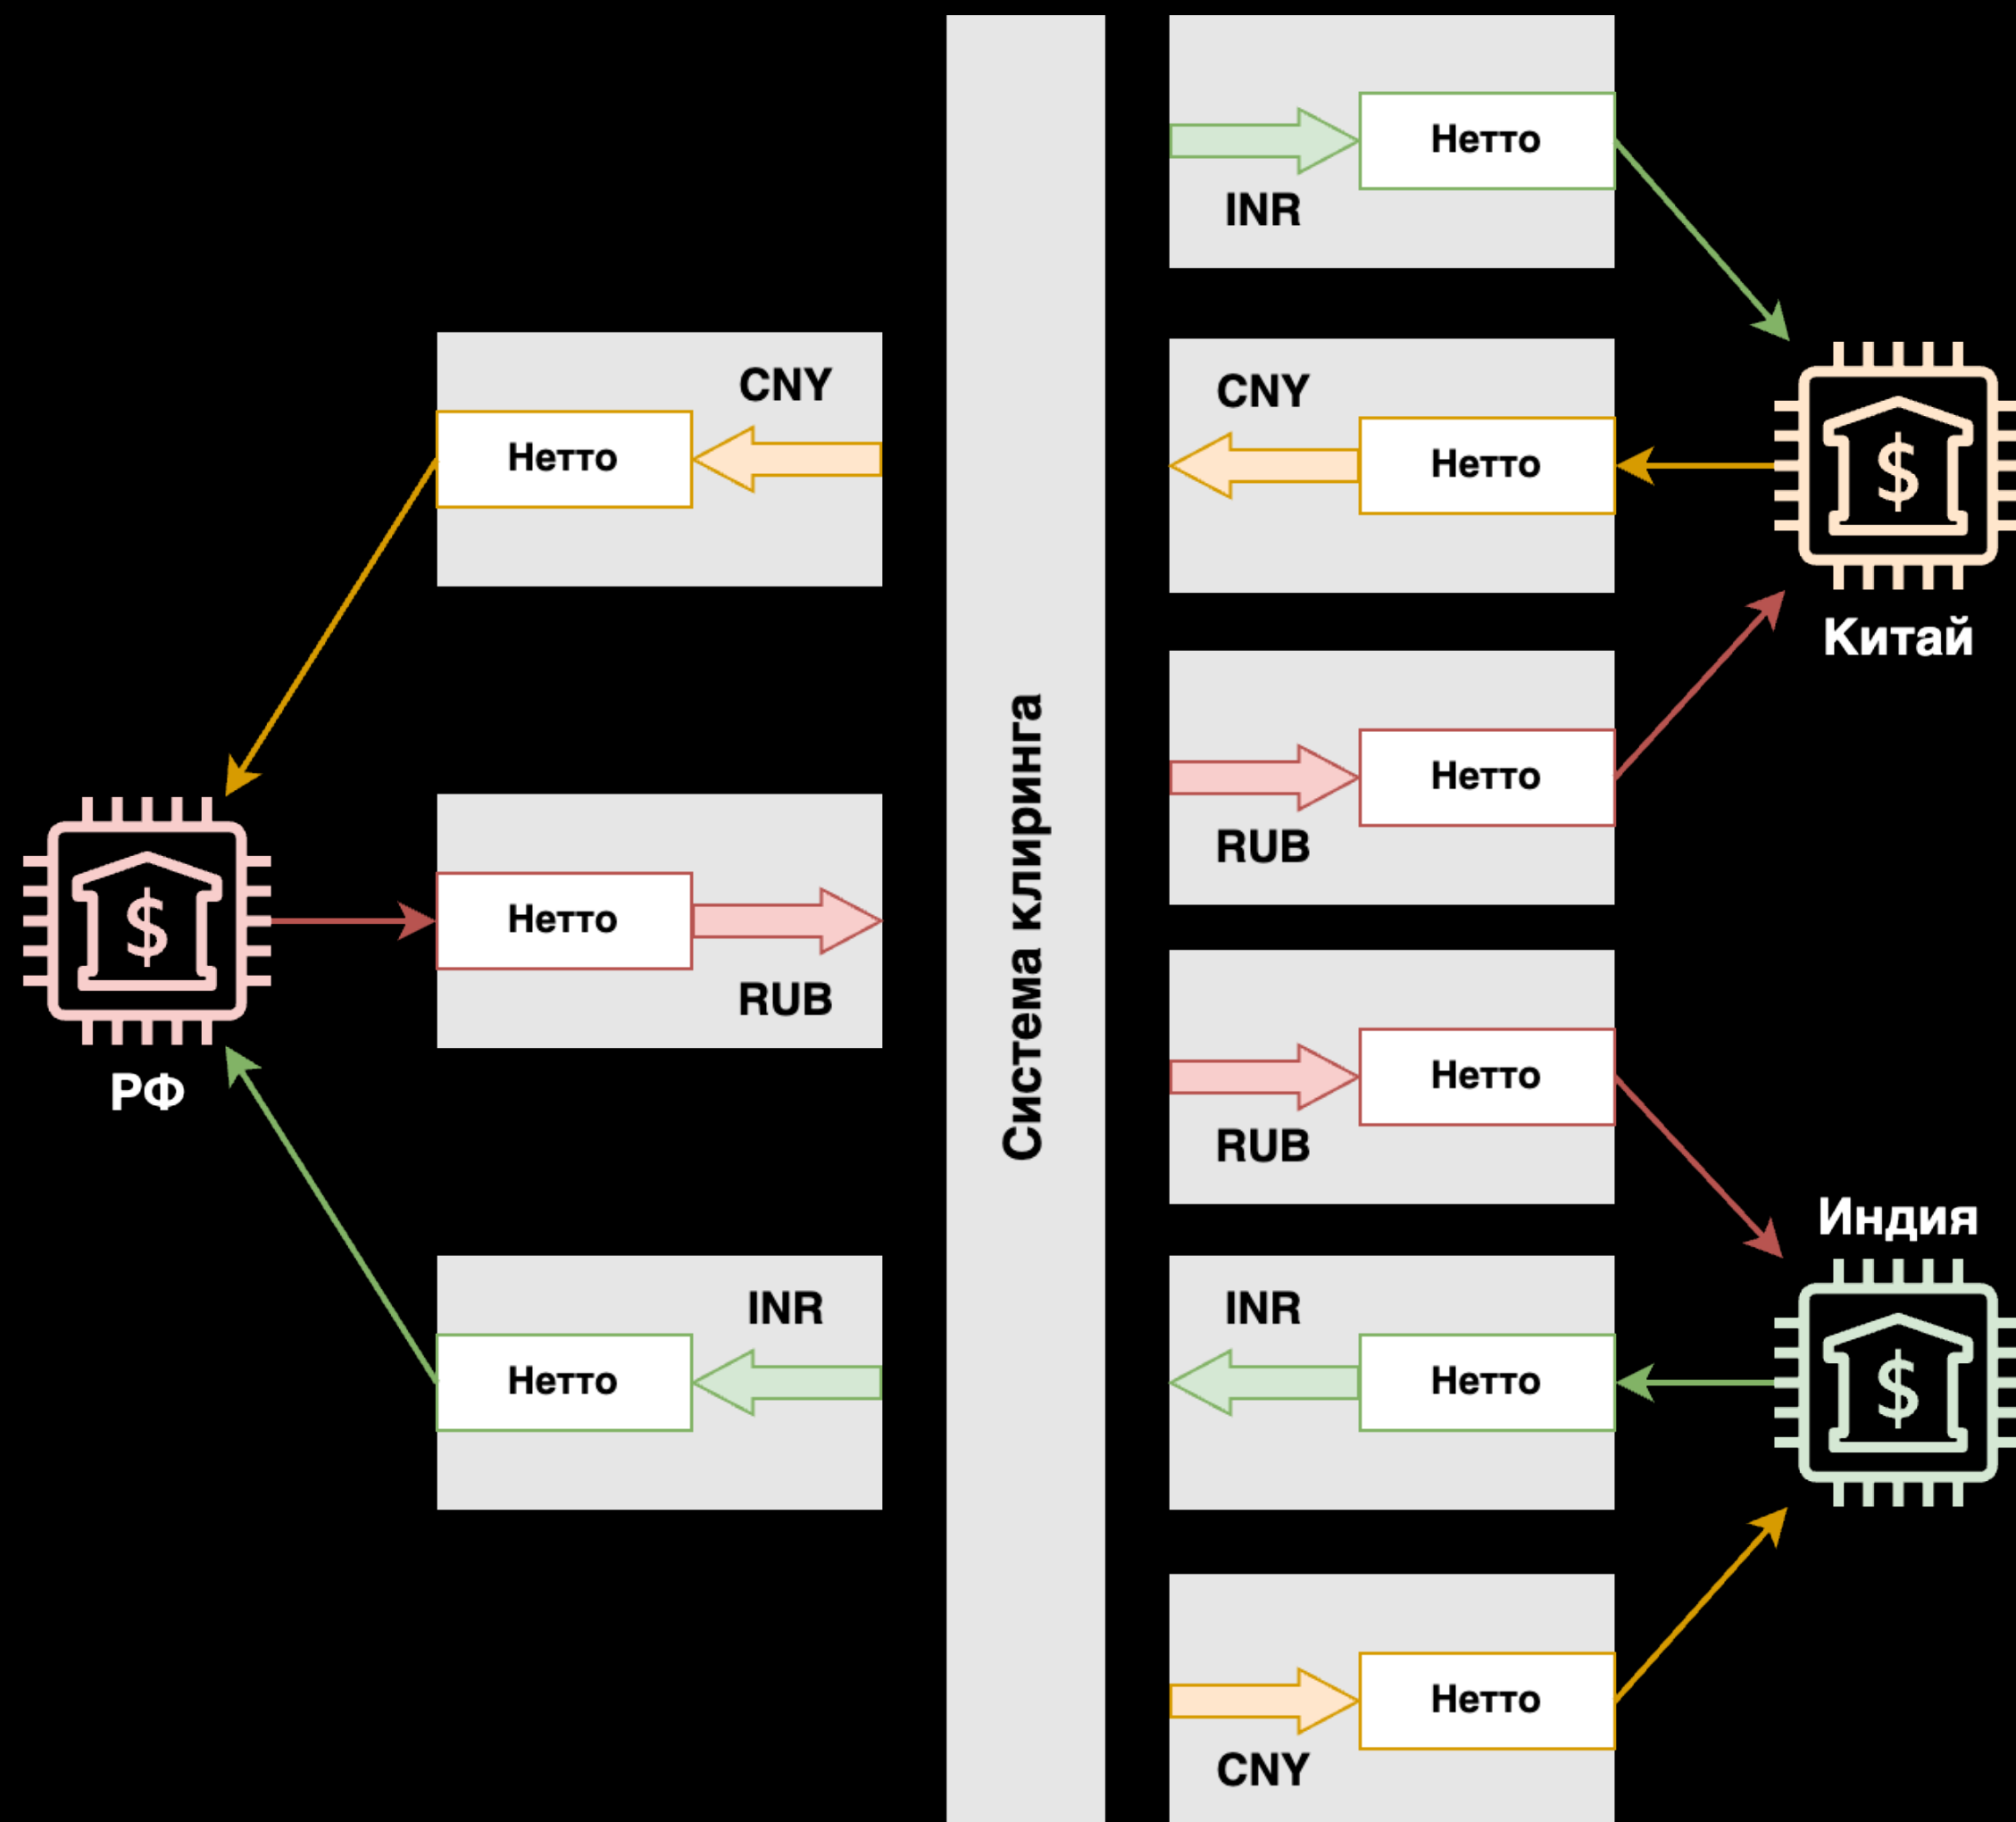 Нетто
INR
CNY
Нетто
Китай
CNY
Нетто
Нетто
RUB
Нетто
RUB
РФ
Система клиринга
Нетто
RUB
Индия
INR
Нетто
INR
Нетто
Нетто
CNY